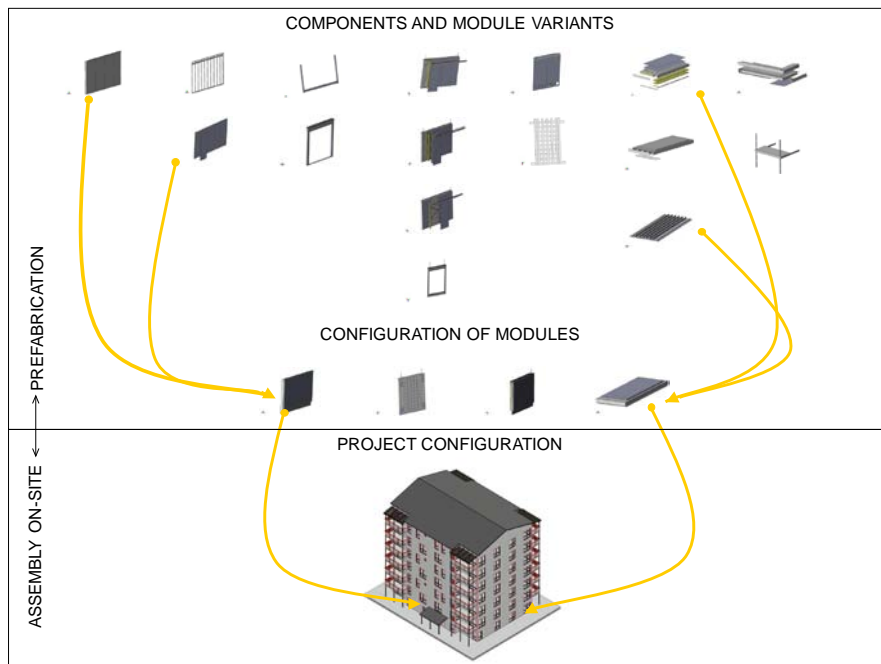 COMPONENTS AND MODULE VARIANTS
CONFIGURATION OF MODULES
PREFABRICATION
PROJECT CONFIGURATION
ASSEMBLY ON-SITE